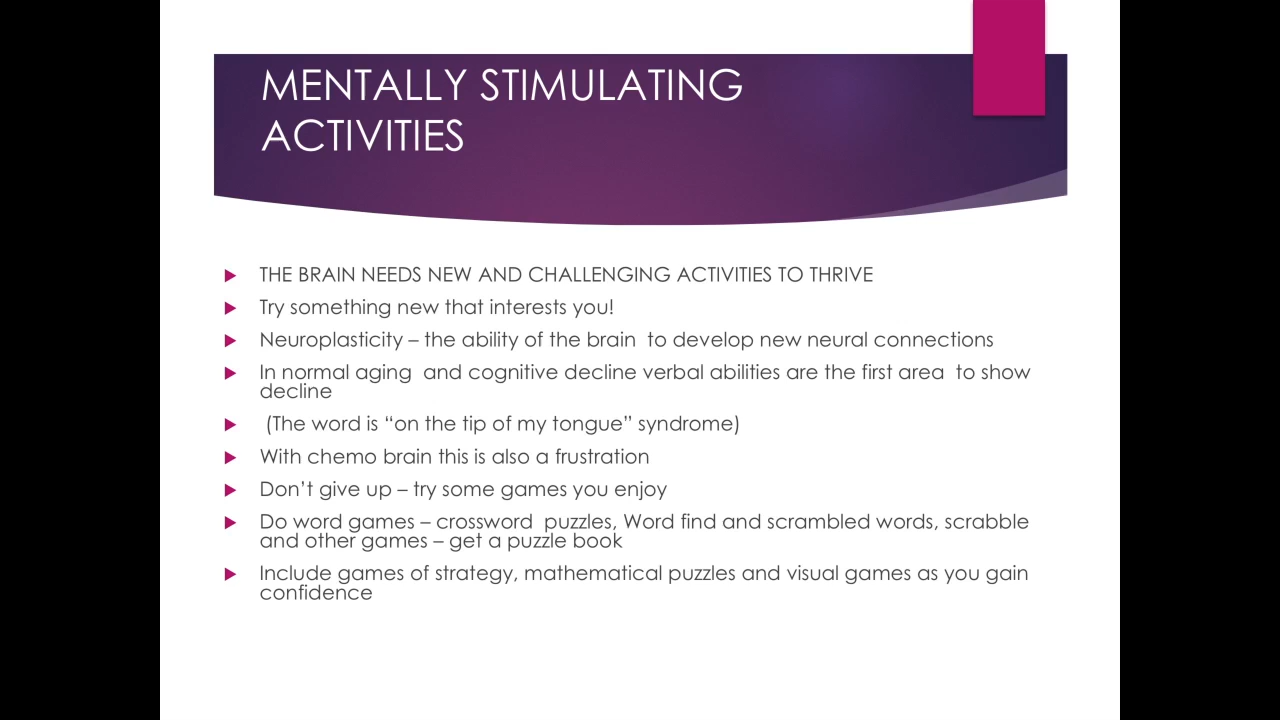 MENTALLY STIMULATING
ACTIVITIES
THE BRAIN NEEDS NEW AND CHALLENGING ACTIVITIES TO THRIVE
Try something new that interests you!
Neuroplasticity – the ability of the brain  to develop new neural connections
In normal aging  and cognitive decline verbal abilities are the first area  to show
decline
(The word is “on the tip of my tongue” syndrome)
With chemo brain this is also a frustration
Don’t give up – try some games you enjoy
Do word games – crossword  puzzles, Word find and scrambled words, scrabble
and other games – get a puzzle book
Include games of strategy, mathematical puzzles and visual games as you gain
confidence